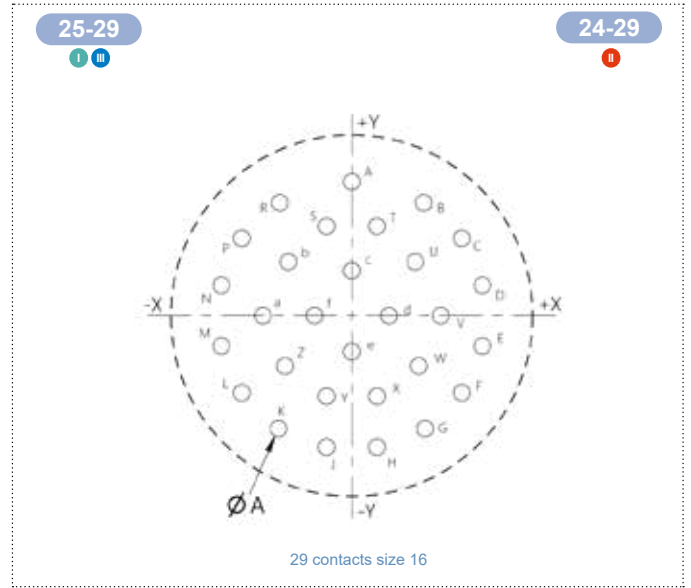 25-29 24-29
I III II
+Y
A
R B
S T
P C
b U
c
N D
a f d V
-X +X
M E
e
Z W
L F
Y X
K G
J H
ØA
-Y
29 contacts size 16